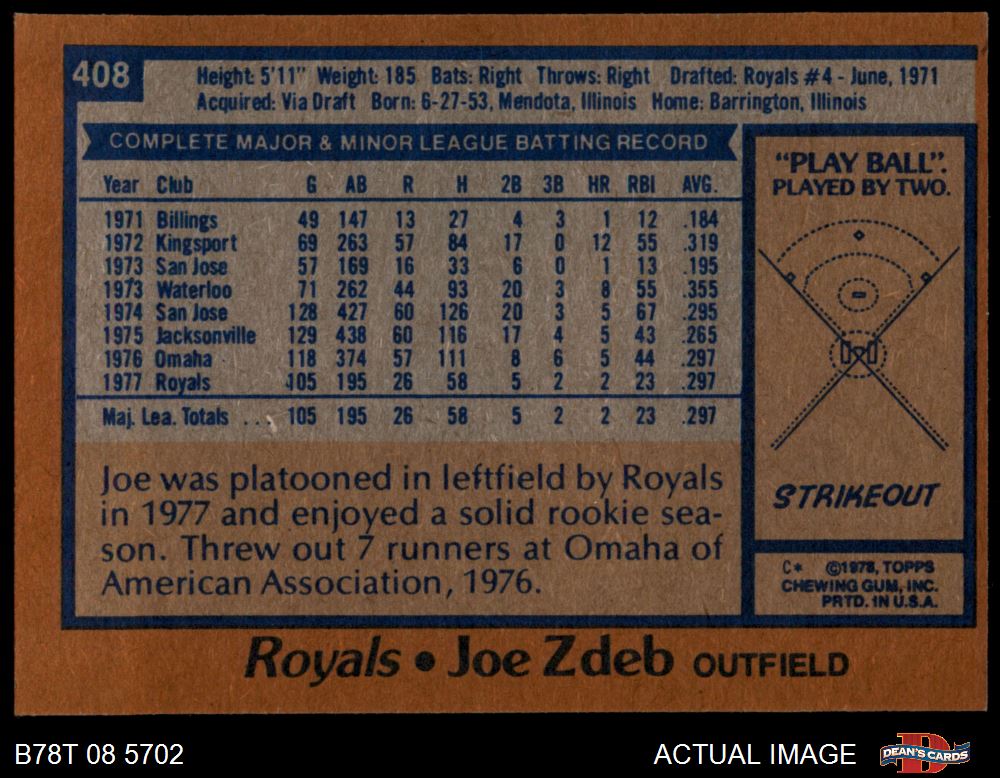 408
Height: 5'11" Weight: 185 Bats: Right Throws: Right Drafted: Royals #4 - June, 1971
Acquired: Via Draft Born: 6-27-53, Mendota, Illinois Home: Barrington, Illinois
COMPLETE MAJOR & MINOR LEAGUE BATTING RECORD
Year Club G AB R H 2B 3B HR RBI AVG.
1971 Billings 49 147 13 27 4 3 1 12 .184
1972 Kingsport 69 263 57 84 17 0 12 55 .319
1973 San Jose 57 169 16 33 6 0 1 13 .195
1973 Waterloo 71 262 44 93 20 3 8 55 .355
1974 San Jose 128 427 60 126 20 3 5 67 .295
1975 Jacksonville 129 438 60 116 17 4 5 43 .265
1976 Omaha 118 374 57 111 8 6 5 44 .297
1977 Royals 105 195 26 58 5 2 2 23 .297
Maj. Lea. Totals ... 105 195 26 58 5 2 2 23 .297
Joe was platooned in leftfield by Royals
in 1977 and enjoyed a solid rookie sea-
son. Threw out 7 runners at Omaha of
American Association, 1976.
"PLAY BALL".
PLAYED BY TWO.
STRIKEOUT
C* ©1978, TOPPS
CHEWING GUM, INC.
PRTD. IN U.S.A.
Royals • Joe Zdeb OUTFIELD
B78T 08 5702
ACTUAL IMAGE
D
DEAN'S CARDS